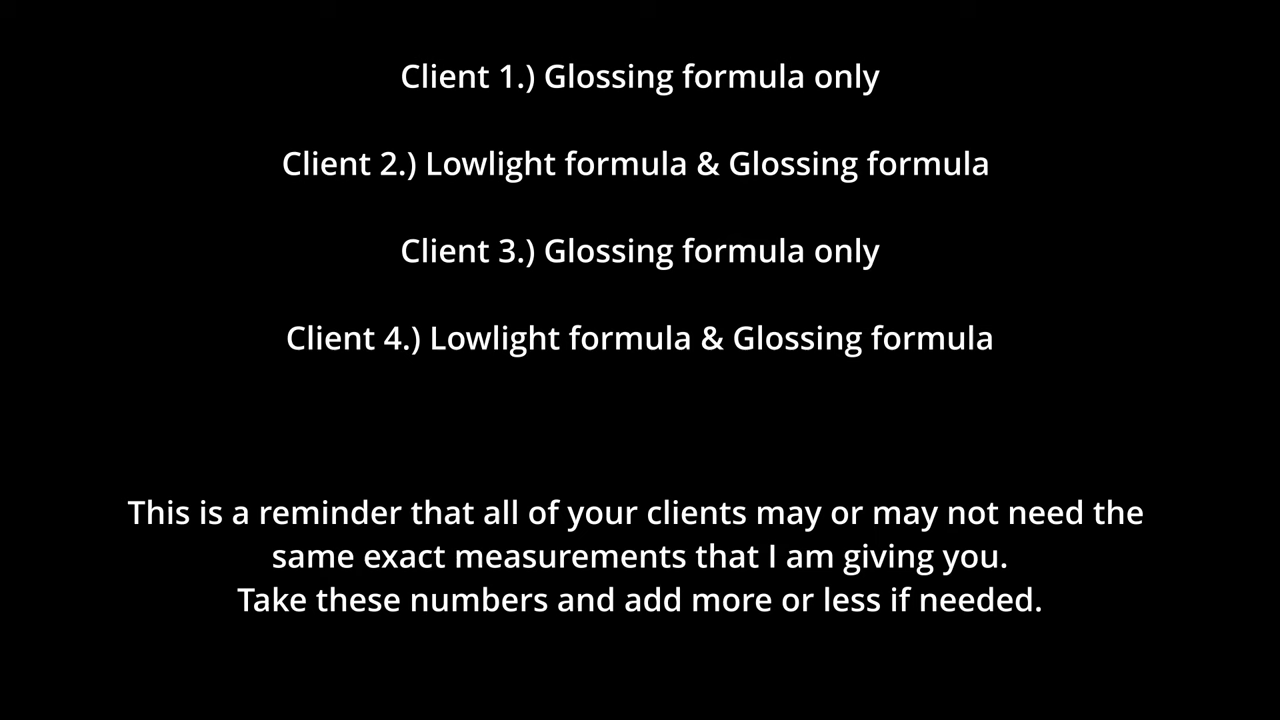 Client 1.) Glossing formula only
Client 2.) Lowlight formula & Glossing formula
Client 3.) Glossing formula only
Client 4.) Lowlight formula & Glossing formula
This is a reminder that all of your clients may or may not need the
same exact measurements that I am giving you.
Take these numbers and add more or less if needed.